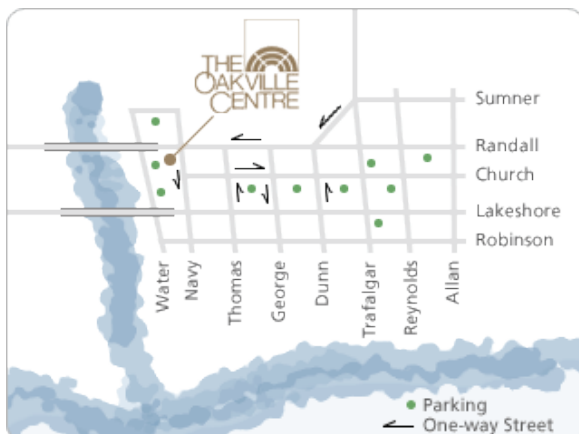 THE
OAKVILLE
CENTRE
Sumner
Randall
Church
Lakeshore
Robinson
Water
Navy
Thomas
George
Dunn
Trafalgar
Reynolds
Allan
Parking
One-way Street